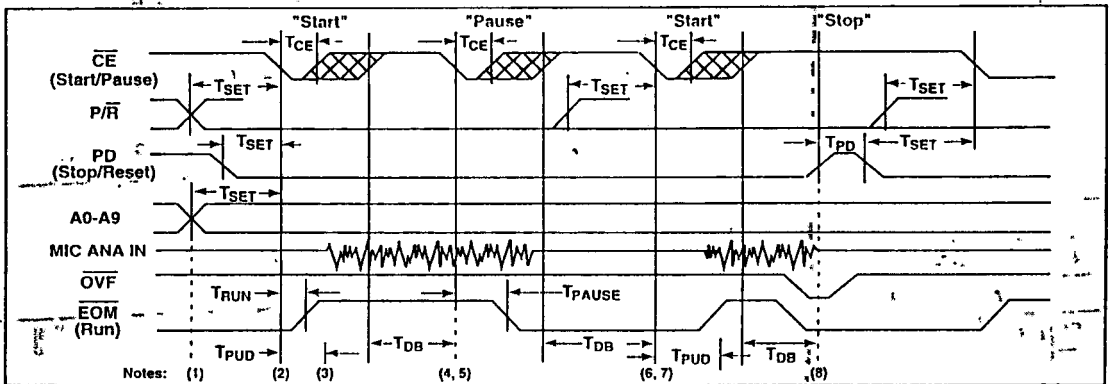 "Start" "Pause" "Start" "Stop"
TCE TCE TCE
CE
(Start/Pause)
TSET TSET TSET
P/R
TSET TPD TSET
PD
(Stop/Reset)
TSET
A0-A9
MIC ANA IN
OVF
TRUN TPAUSE
EOM
(Run)
TPUD TDB TDB TPUD TDB
Notes: (1) (2) (3) (4, 5) (6, 7) (8)